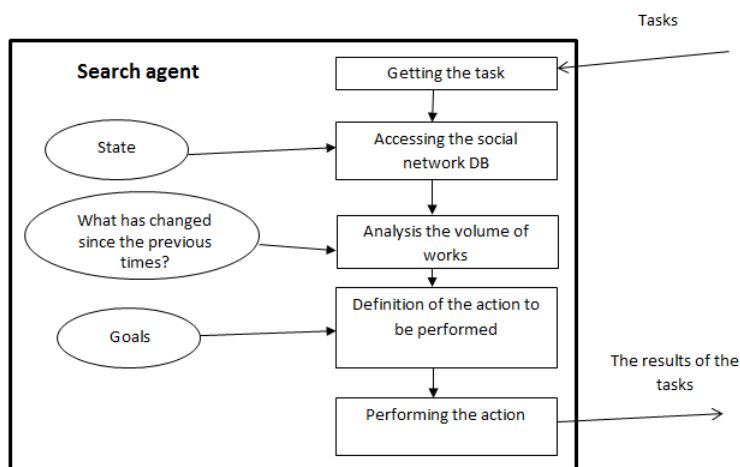 Tasks
Search agent
Getting the task
State
Accessing the social
network DB
What has changed
since the previous
times?
Analysis the volume of
works
Definition of the action to
be performed
Goals
The results of the
tasks
Performing the action